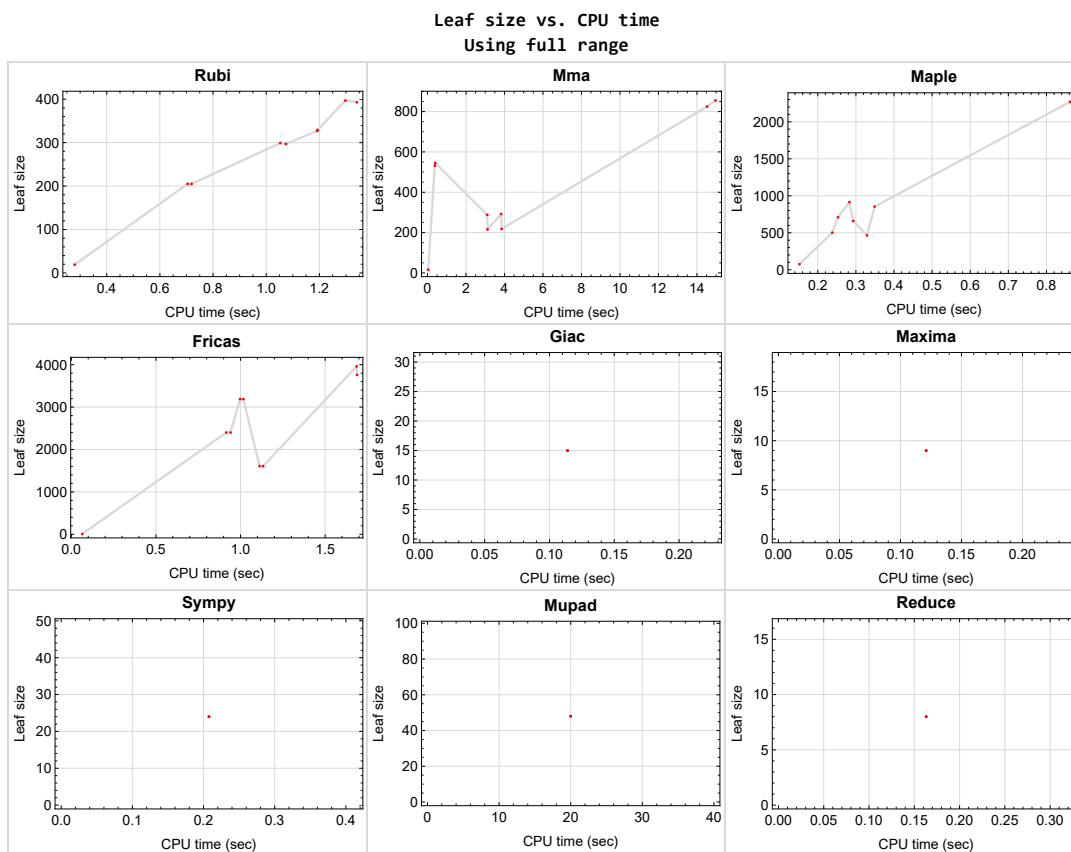 Leaf size vs. CPU time
Using full range
Rubi
Leaf size
400
300
200
100
0
0.4 0.6 0.8 1.0 1.2
CPU time (sec)
Mma
Leaf size
800
600
400
200
0
0 2 4 6 8 10 12 14
CPU time (sec)
Maple
Leaf size
2000
1500
1000
500
0
0.2 0.3 0.4 0.5 0.6 0.7 0.8
CPU time (sec)
Fricas
Leaf size
4000
3000
2000
1000
0
0.0 0.5 1.0 1.5
CPU time (sec)
Giac
Leaf size
30
25
20
15
10
5
0
0.00 0.05 0.10 0.15 0.20
CPU time (sec)
Maxima
Leaf size
15
10
5
0
0.00 0.05 0.10 0.15 0.20
CPU time (sec)
Sympy
Leaf size
50
40
30
20
10
0
0.0 0.1 0.2 0.3 0.4
CPU time (sec)
Mupad
Leaf size
100
80
60
40
20
0
0 10 20 30 40
CPU time (sec)
Reduce
Leaf size
15
10
5
0
0.00 0.05 0.10 0.15 0.20 0.25 0.30
CPU time (sec)